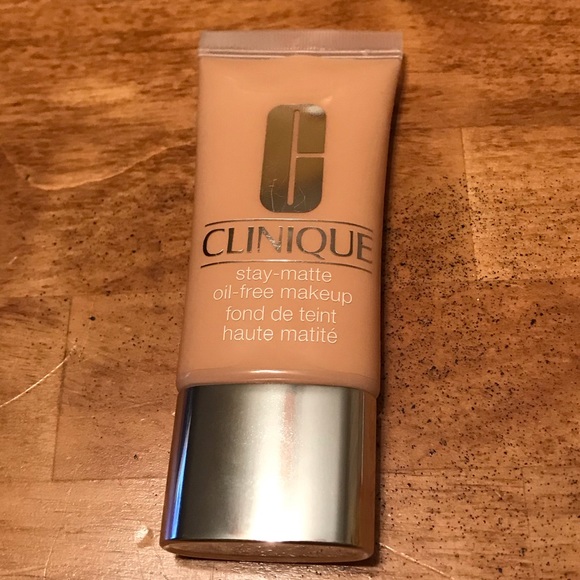 C
CLINIQUE
stay-matte
oil-free makeup
fond de teint
haute matité